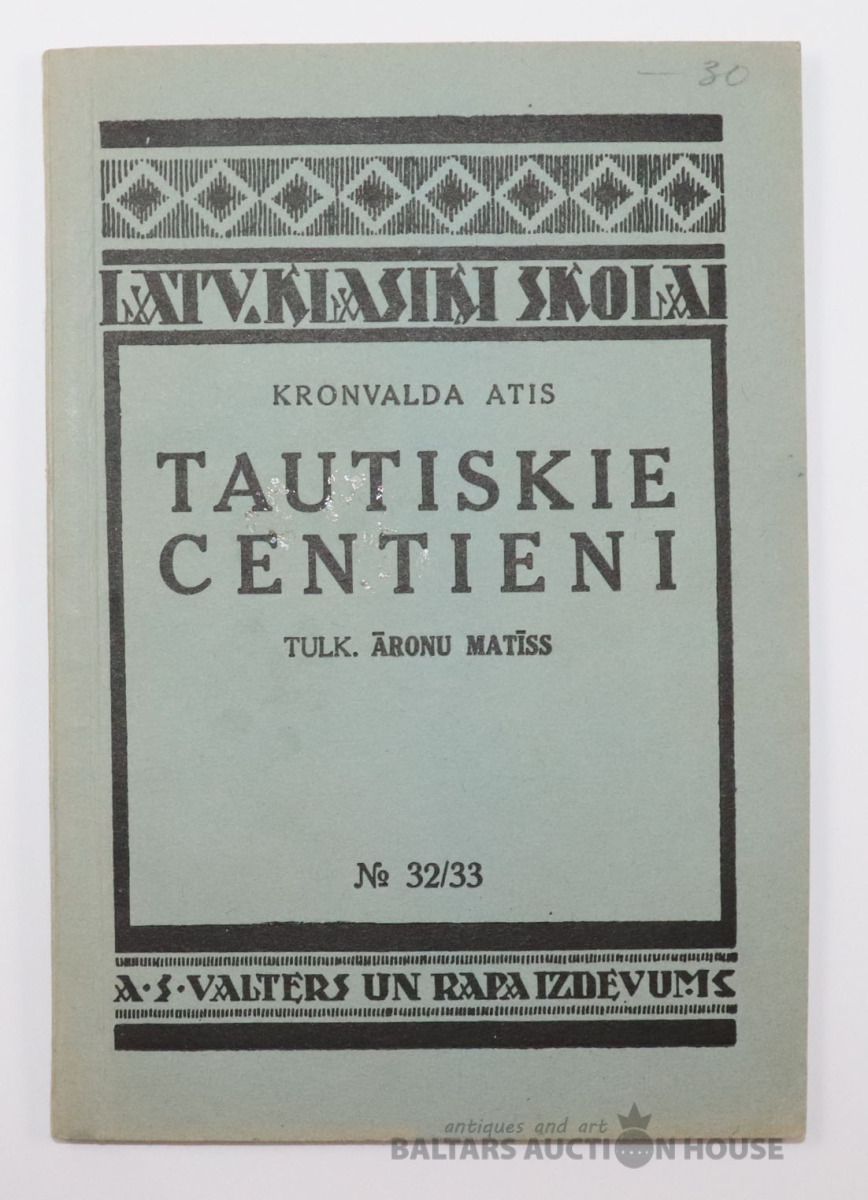 — 30
LATV. KLASIĶI SKOLAI
KRONVALDA ATIS
TAUTISKIE
CENTIENI
TULK. ĀRONU MATĪSS
№ 32/33
A·S·VALTERS UN RAPA IZDEVUMS
antiques and art
BALTARS AUCTION HOUSE